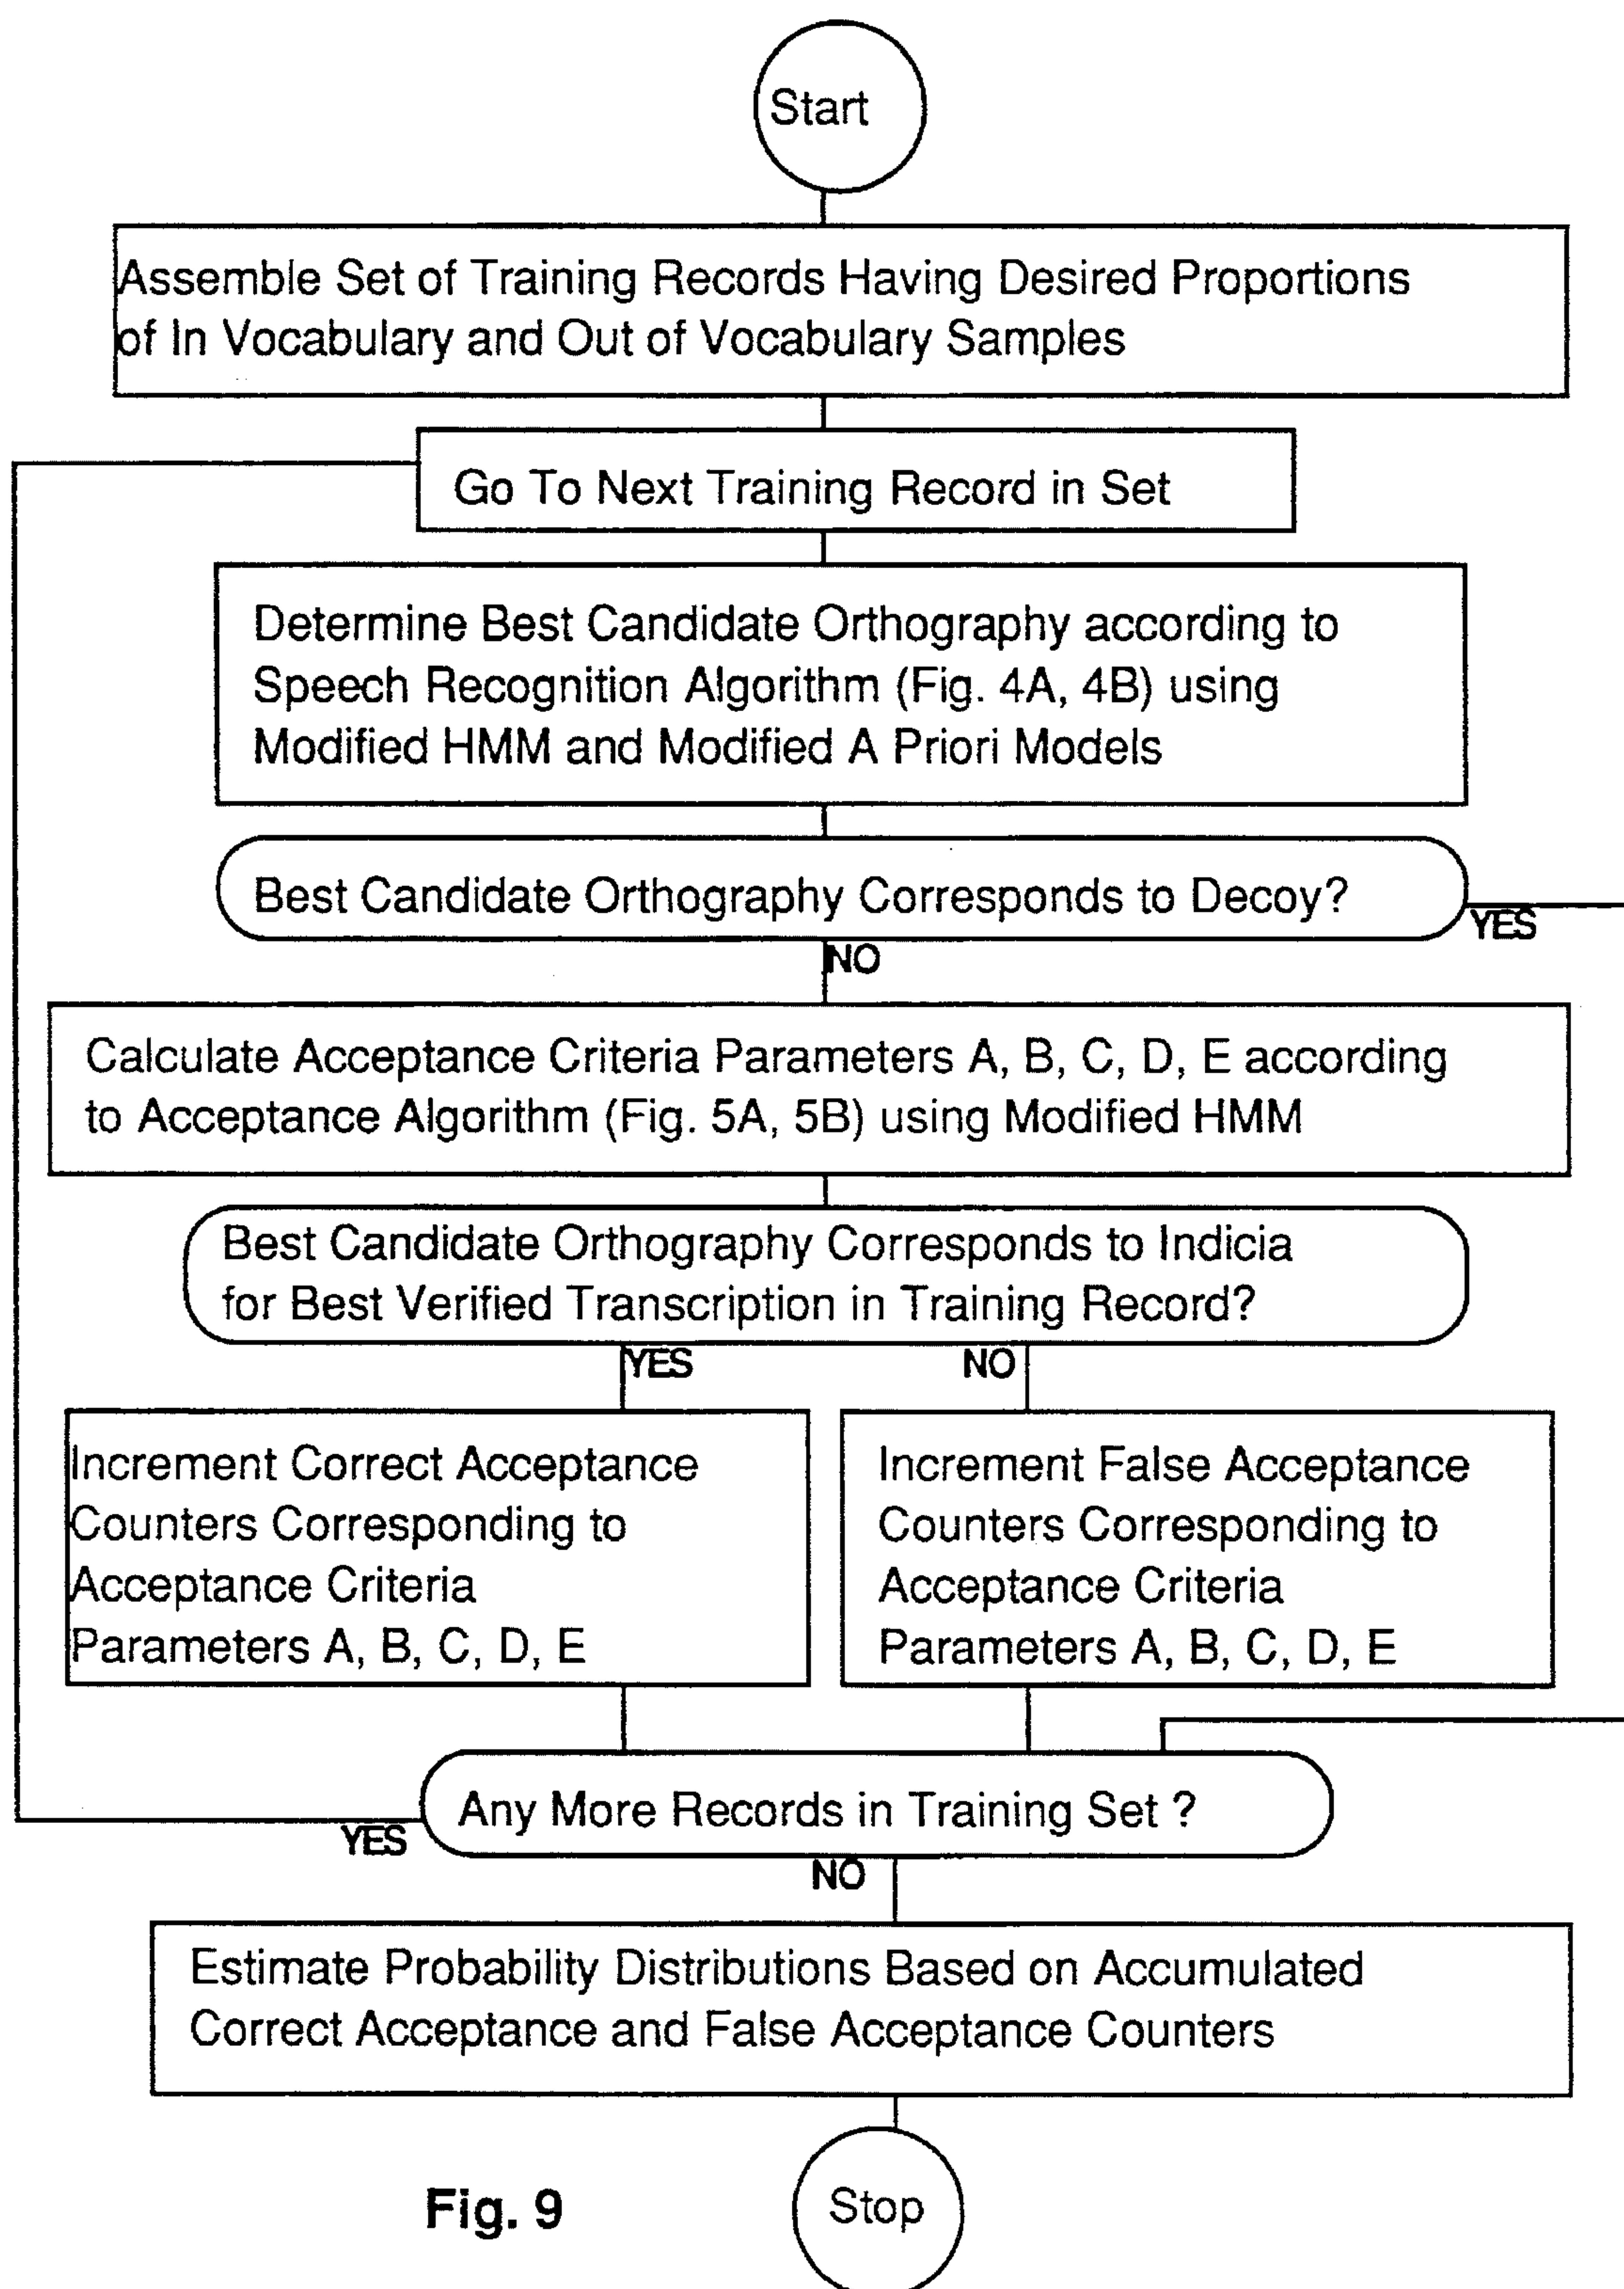 Start
Assemble Set of Training Records Having Desired Proportions
of In Vocabulary and Out of Vocabulary Samples
Go To Next Training Record in Set
Determine Best Candidate Orthography according to
Speech Recognition Algorithm (Fig. 4A, 4B) using
Modified HMM and Modified A Priori Models
Best Candidate Orthography Corresponds to Decoy?
YES
NO
Calculate Acceptance Criteria Parameters A, B, C, D, E according
to Acceptance Algorithm (Fig. 5A, 5B) using Modified HMM
Best Candidate Orthography Corresponds to Indicia
for Best Verified Transcription in Training Record?
YES
NO
Increment Correct Acceptance
Counters Corresponding to
Acceptance Criteria
Parameters A, B, C, D, E
Increment False Acceptance
Counters Corresponding to
Acceptance Criteria
Parameters A, B, C, D, E
Any More Records in Training Set ?
YES
NO
Estimate Probability Distributions Based on Accumulated
Correct Acceptance and False Acceptance Counters
Fig. 9
Stop